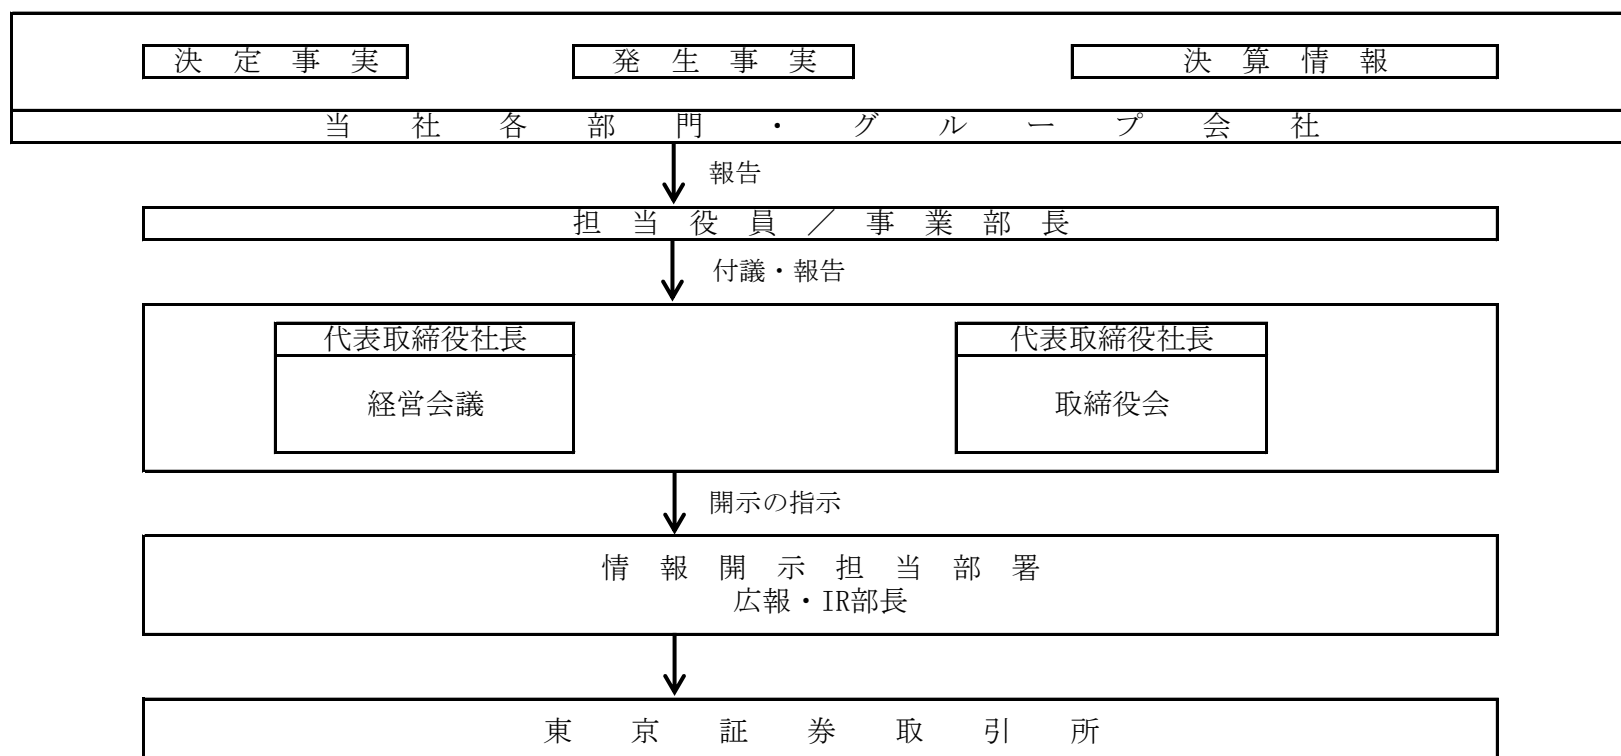 決定事実 発生事実 決算情報
当社各部門・グループ会社
報告
担当役員／事業部長
付議・報告
代表取締役社長 代表取締役社長
経営会議 取締役会
開示の指示
情報開示担当部署
広報・IR部長
東京証券取引所